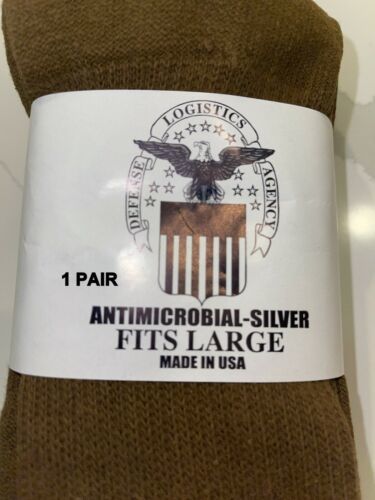 DEFENSE LOGISTICS AGENCY
1 PAIR
ANTIMICROBIAL-SILVER
FITS LARGE
MADE IN USA